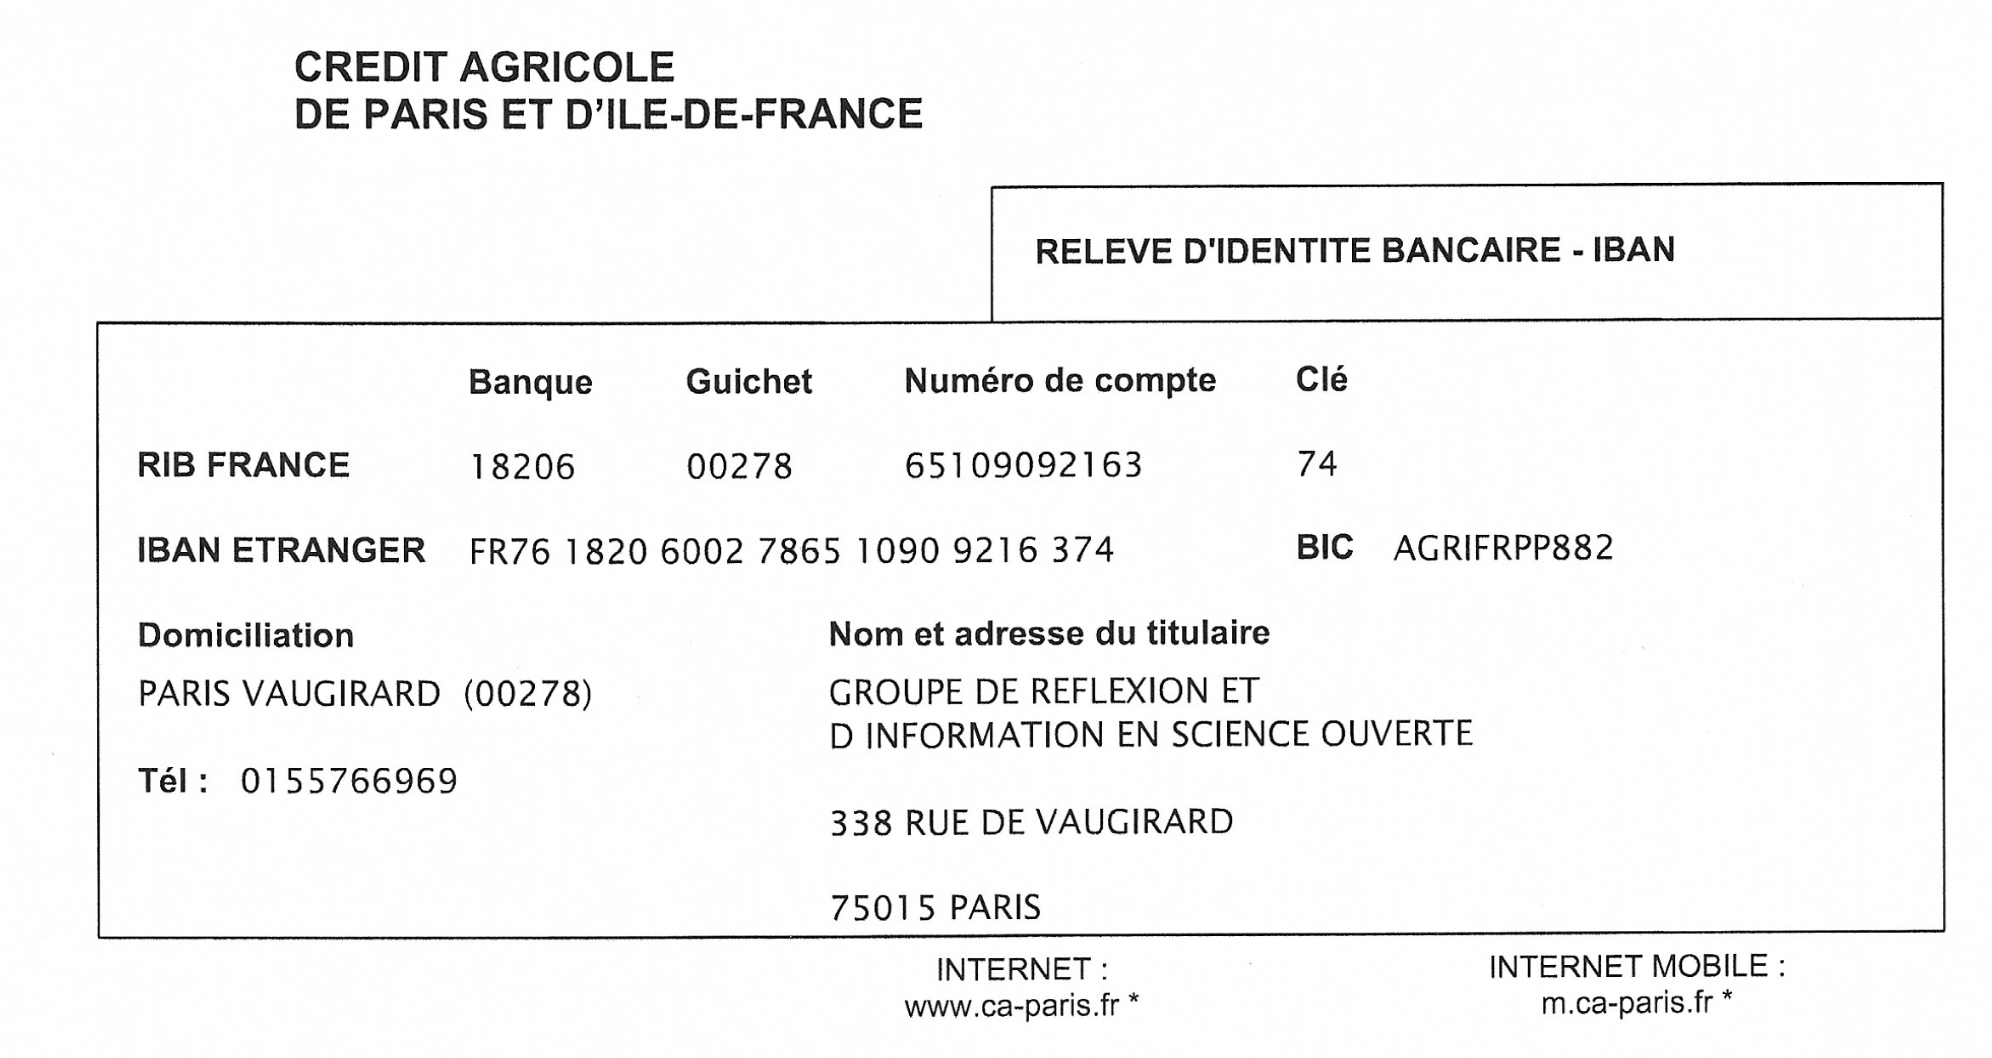 CREDIT AGRICOLE
DE PARIS ET D'ILE-DE-FRANCE
RELEVE D'IDENTITE BANCAIRE - IBAN
Banque Guichet Numéro de compte Clé
RIB FRANCE 18206 00278 65109092163 74
IBAN ETRANGER FR76 1820 6002 7865 1090 9216 374 BIC AGRIFRPP882
Domiciliation Nom et adresse du titulaire
PARIS VAUGIRARD (00278) GROUPE DE REFLEXION ET
D INFORMATION EN SCIENCE OUVERTE
Tél : 0155766969
338 RUE DE VAUGIRARD
75015 PARIS
INTERNET : INTERNET MOBILE :
www.ca-paris.fr * m.ca-paris.fr *